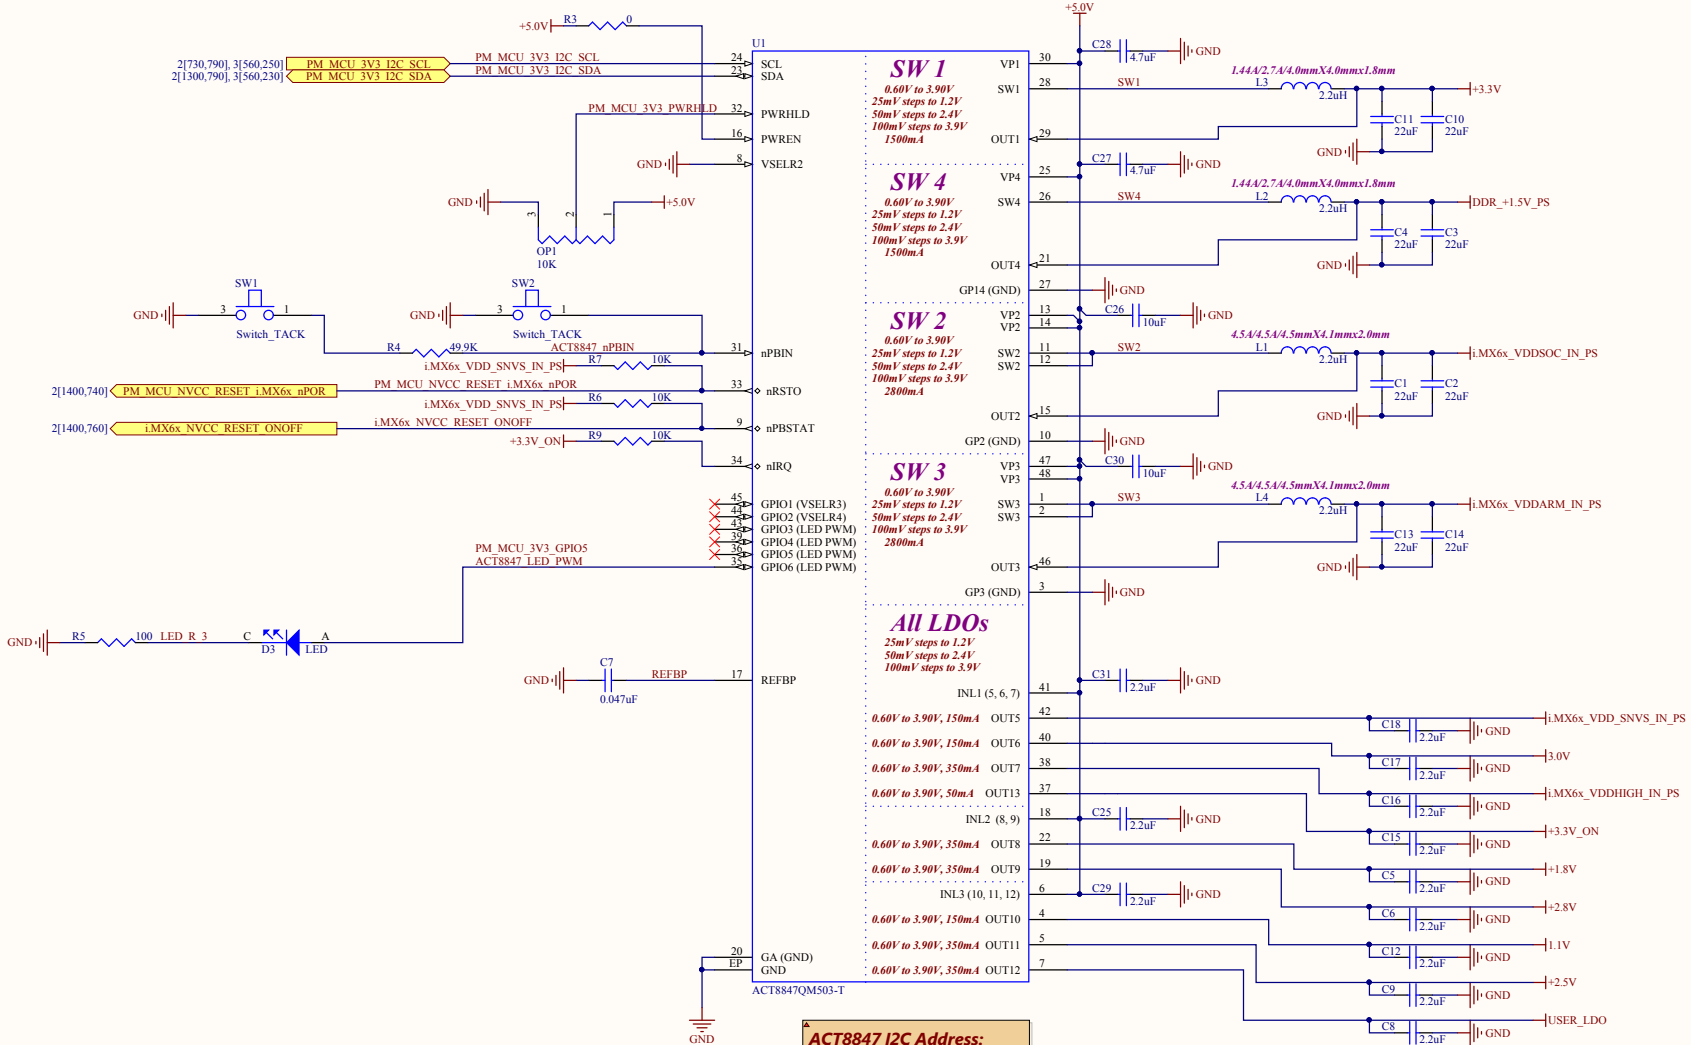 +5.0V
R3
0
+5.0V
U1
2[730,790], 3[560,250]
PM_MCU_3V3_I2C_SCL
PM_MCU_3V3_I2C_SCL
24
SCL
2[1300,790], 3[560,230]
PM_MCU_3V3_I2C_SDA
PM_MCU_3V3_I2C_SDA
23
SDA
PM_MCU_3V3_PWRHLD
32
PWRHLD
16
PWREN
GND
8
VSELR2
GND
3
2
1
+5.0V
OP1
10K
SW1
GND
3
1
Switch_TACK
SW2
GND
3
1
Switch_TACK
R4
49.9K
ACT8847_nPBIN
31
nPBIN
i.MX6x_VDD_SNVS_IN_PS
R7
10K
2[1400,740]
PM_MCU_NVCC_RESET_i.MX6x_nPOR
PM_MCU_NVCC_RESET_i.MX6x_nPOR
33
nRSTO
i.MX6x_VDD_SNVS_IN_PS
R6
10K
2[1400,760]
i.MX6x_NVCC_RESET_ONOFF
i.MX6x_NVCC_RESET_ONOFF
9
nPBSTAT
+3.3V_ON
R9
10K
34
nIRQ
45
GPIO1 (VSELR3)
44
GPIO2 (VSELR4)
43
GPIO3 (LED PWM)
39
GPIO4 (LED PWM)
36
GPIO5 (LED PWM)
PM_MCU_3V3_GPIO5
ACT8847_LED_PWM
35
GPIO6 (LED PWM)
GND
R5
100
LED_R_3
C
D3
A
LED
GND
C7
0.047uF
REFBP
17
REFBP
20
GA (GND)
EP
GND
GND
ACT8847QM503-T
SW 1
0.60V to 3.90V
25mV steps to 1.2V
50mV steps to 2.4V
100mV steps to 3.9V
1500mA
VP1
30
C28
4.7uF
GND
SW1
28
SW1
1.44A/2.7A/4.0mmX4.0mmx1.8mm
L3
2.2uH
+3.3V
OUT1
29
C11
22uF
C10
22uF
GND
SW 4
0.60V to 3.90V
25mV steps to 1.2V
50mV steps to 2.4V
100mV steps to 3.9V
1500mA
VP4
25
C27
4.7uF
GND
SW4
26
SW4
1.44A/2.7A/4.0mmX4.0mmx1.8mm
L2
2.2uH
DDR_+1.5V_PS
OUT4
21
C4
22uF
C3
22uF
GND
GP14 (GND)
27
GND
SW 2
0.60V to 3.90V
25mV steps to 1.2V
50mV steps to 2.4V
100mV steps to 3.9V
2800mA
VP2
13
VP2
14
C26
10uF
GND
SW2
11
SW2
12
SW2
4.5A/4.5A/4.5mmX4.1mmx2.0mm
L1
2.2uH
i.MX6x_VDDSOC_IN_PS
OUT2
15
C1
22uF
C2
22uF
GND
GP2 (GND)
10
GND
SW 3
0.60V to 3.90V
25mV steps to 1.2V
50mV steps to 2.4V
100mV steps to 3.9V
2800mA
VP3
47
VP3
48
C30
10uF
GND
SW3
1
SW3
2
SW3
4.5A/4.5A/4.5mmX4.1mmx2.0mm
L4
2.2uH
i.MX6x_VDDARM_IN_PS
OUT3
46
C13
22uF
C14
22uF
GND
GP3 (GND)
3
GND
All LDOs
25mV steps to 1.2V
50mV steps to 2.4V
100mV steps to 3.9V
INL1 (5, 6, 7)
41
C31
2.2uF
GND
0.60V to 3.90V, 150mA
OUT5
42
C18
2.2uF
GND
i.MX6x_VDD_SNVS_IN_PS
0.60V to 3.90V, 150mA
OUT6
40
C17
2.2uF
GND
3.0V
0.60V to 3.90V, 350mA
OUT7
38
C16
2.2uF
GND
i.MX6x_VDDHIGH_IN_PS
0.60V to 3.90V, 50mA
OUT13
37
C15
2.2uF
GND
+3.3V_ON
INL2 (8, 9)
18
C25
2.2uF
GND
0.60V to 3.90V, 350mA
OUT8
22
C5
2.2uF
GND
+1.8V
0.60V to 3.90V, 350mA
OUT9
19
C6
2.2uF
GND
+2.8V
INL3 (10, 11, 12)
6
C29
2.2uF
GND
0.60V to 3.90V, 150mA
OUT10
4
C12
2.2uF
GND
1.1V
0.60V to 3.90V, 350mA
OUT11
5
C9
2.2uF
GND
+2.5V
0.60V to 3.90V, 350mA
OUT12
7
C8
2.2uF
GND
USER_LDO
ACT8847 I2C Address: